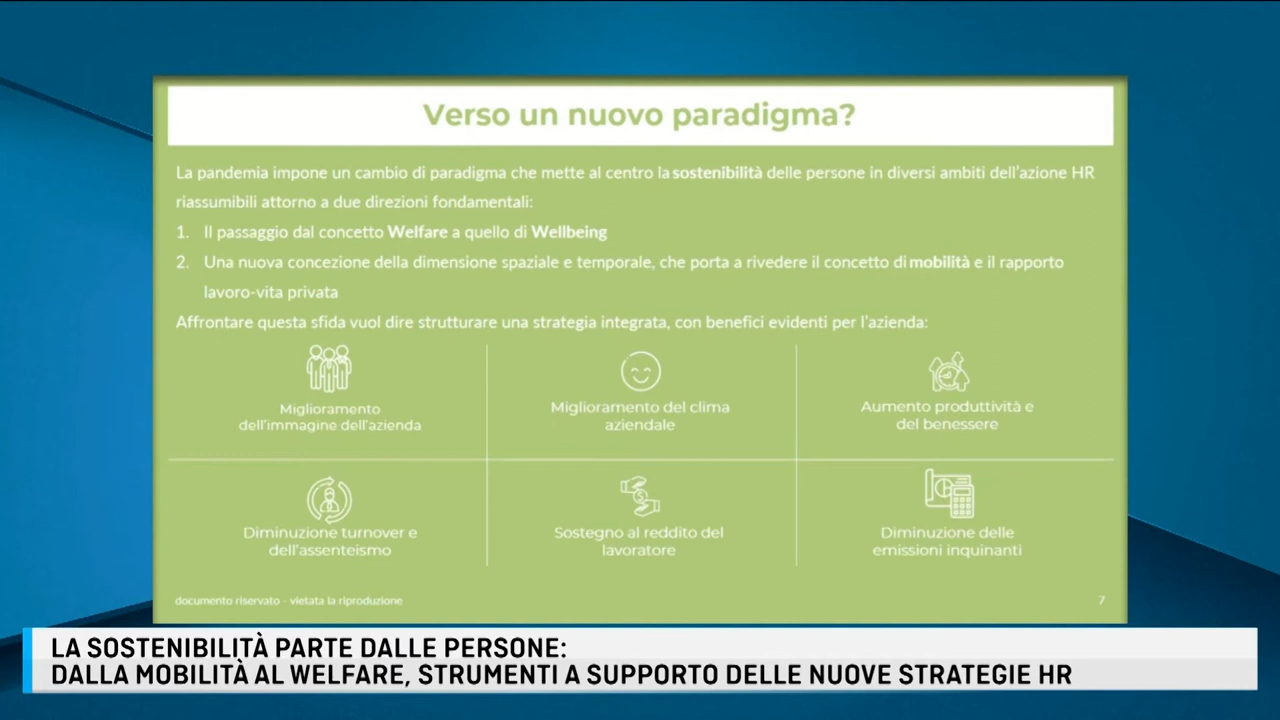 Verso un nuovo paradigma?
La pandemia impone un cambio di paradigma che mette al centro la sostenibilità delle persone in diversi ambiti dell'azione HR
riassumibili attorno a due direzioni fondamentali:
1. Il passaggio dal concetto Welfare a quello di Wellbeing
2. Una nuova concezione della dimensione spaziale e temporale, che porta a rivedere il concetto di mobilità e il rapporto
lavoro-vita privata
Affrontare questa sfida vuol dire strutturare una strategia integrata, con benefici evidenti per l'azienda:
Miglioramento
dell'immagine dell'azienda
Miglioramento del clima
aziendale
Aumento produttività e
del benessere
Diminuzione turnover e
dell'assenteismo
Sostegno al reddito del
lavoratore
Diminuzione delle
emissioni inquinanti
documento riservato - vietata la riproduzione
7
LA SOSTENIBILITÀ PARTE DALLE PERSONE:
DALLA MOBILITÀ AL WELFARE, STRUMENTI A SUPPORTO DELLE NUOVE STRATEGIE HR